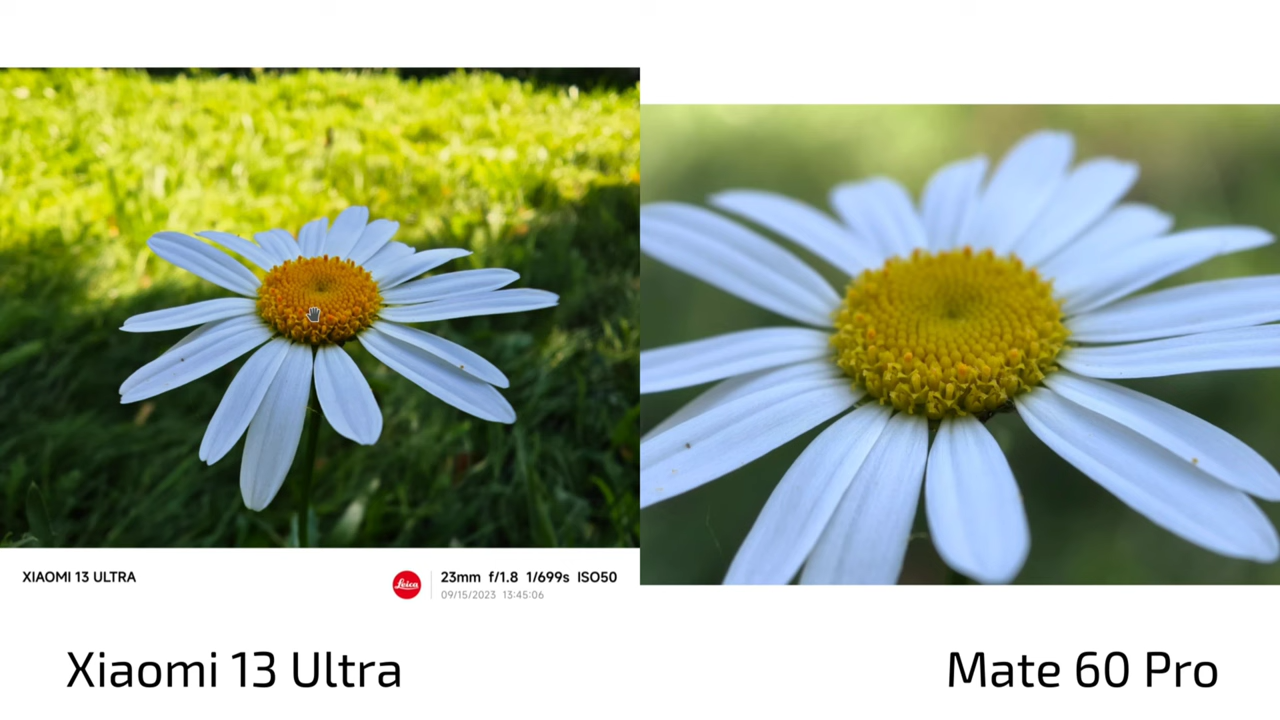 XIAOMI 13 ULTRA
Leica
23mm f/1.8 1/699s ISO50
09/15/2023 13:45:06
Xiaomi 13 Ultra
Mate 60 Pro